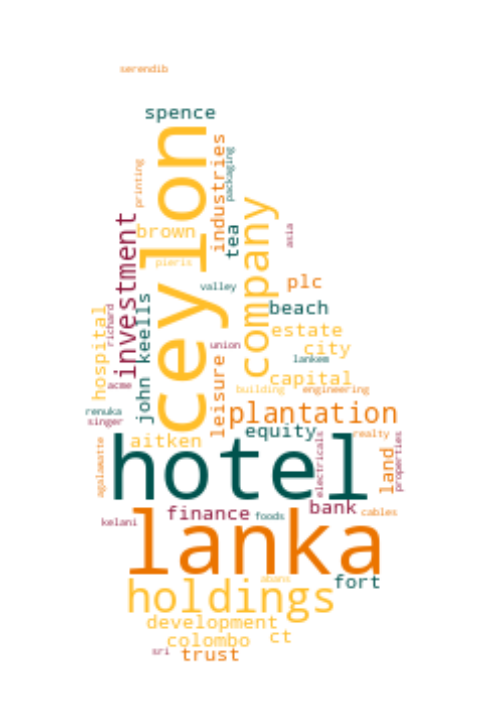 serendib
spence
ceylon
industries
packaging
printing
brown
tea
investment
company
asia
pieris
valley
plc
hospital
richard
john keells
beach
estate
union
city
lankem
leisure
capital
acme
building
engineering
renuka
singer
plantation
equity
realty
aitken
hotel
electricals
land
properties
agalawatte
finance
foods
bank
cables
kelani
lanka
abans
fort
holdings
development
colombo
ct
sri
trust